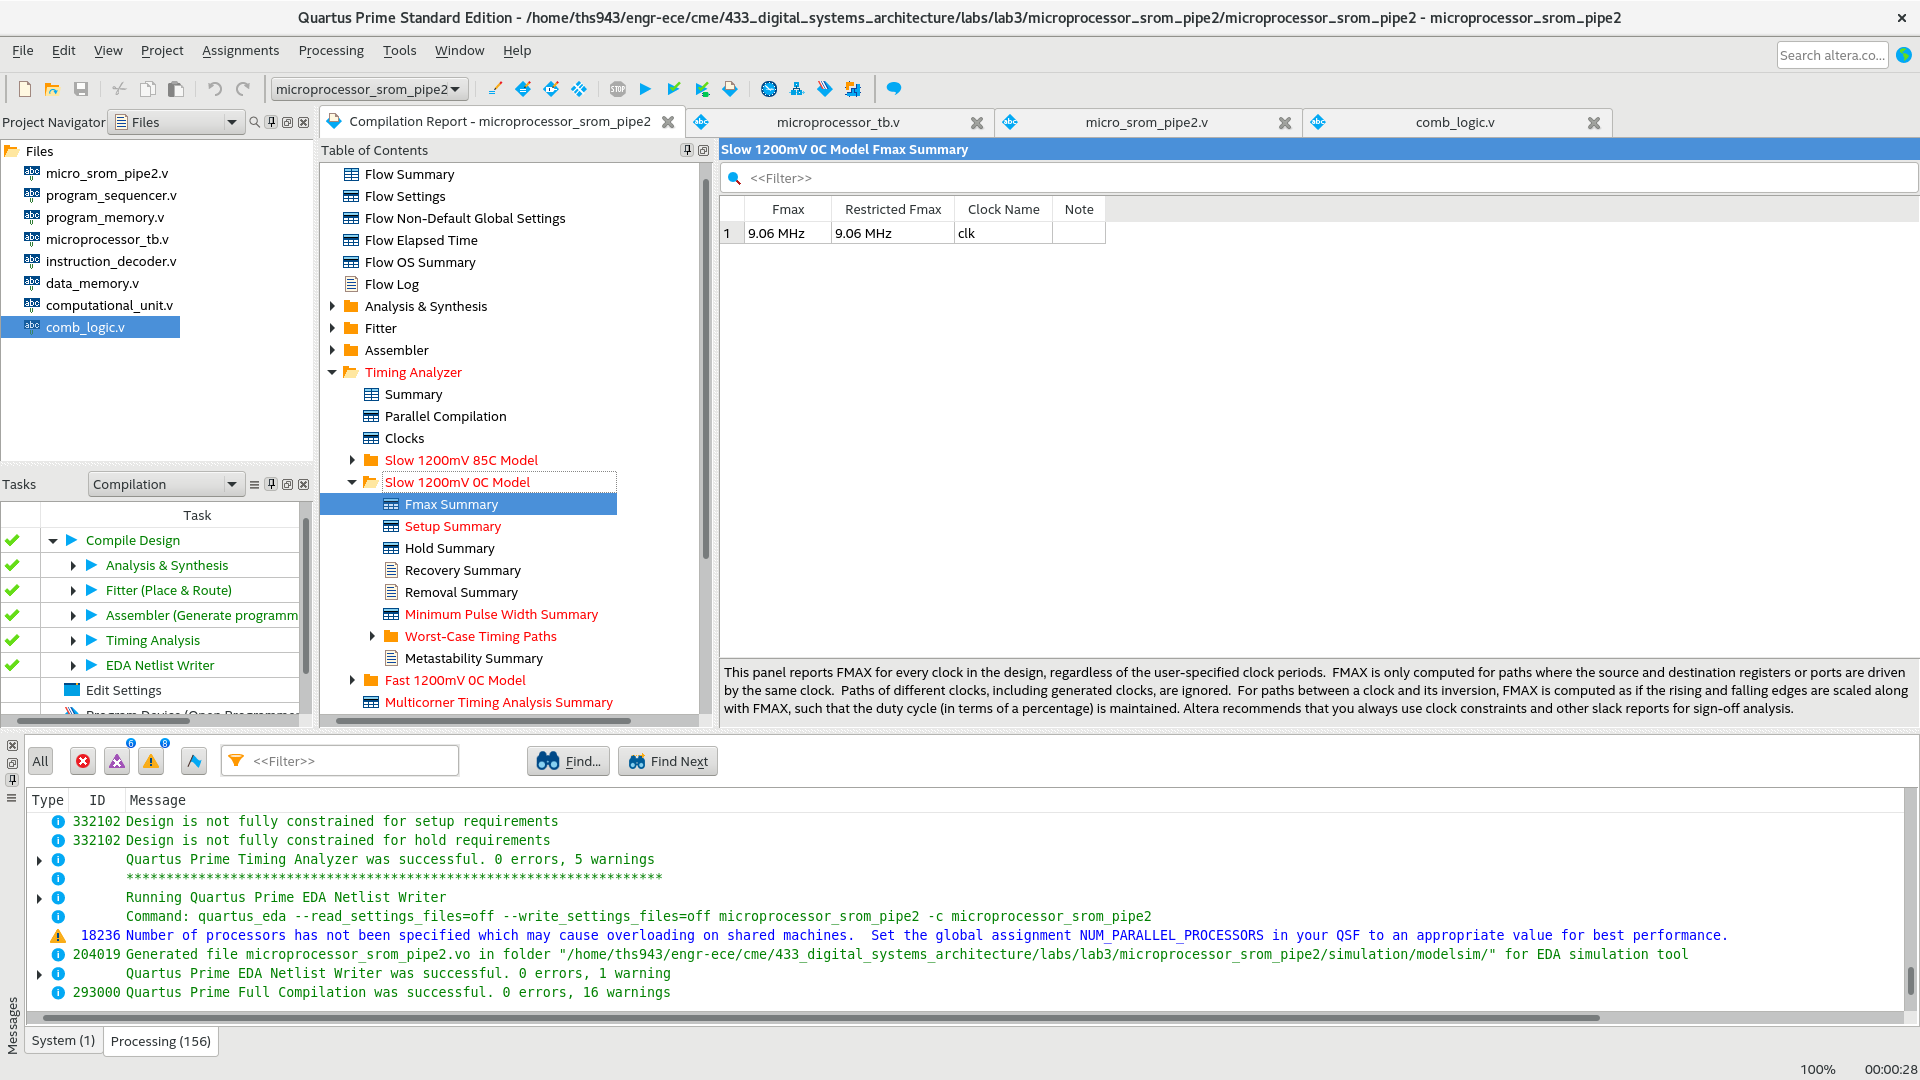 Quartus Prime Standard Edition - /home/ths943/engr-ece/cme/433_digital_systems_architecture/labs/lab3/microprocessor_srom_pipe2/microprocessor_srom_pipe2 - microprocessor_srom_pipe2
File Edit View Project Assignments Processing Tools Window Help
Search altera.co...
microprocessor_srom_pipe2
STOP
Project Navigator Files
Files
micro_srom_pipe2.v
program_sequencer.v
program_memory.v
microprocessor_tb.v
instruction_decoder.v
data_memory.v
computational_unit.v
comb_logic.v
Tasks Compilation
Task
Compile Design
Analysis & Synthesis
Fitter (Place & Route)
Assembler (Generate programm
Timing Analysis
EDA Netlist Writer
Edit Settings
Compilation Report - microprocessor_srom_pipe2
microprocessor_tb.v
micro_srom_pipe2.v
comb_logic.v
Table of Contents
Flow Summary
Flow Settings
Flow Non-Default Global Settings
Flow Elapsed Time
Flow OS Summary
Flow Log
Analysis & Synthesis
Fitter
Assembler
Timing Analyzer
Summary
Parallel Compilation
Clocks
Slow 1200mV 85C Model
Slow 1200mV 0C Model
Fmax Summary
Setup Summary
Hold Summary
Recovery Summary
Removal Summary
Minimum Pulse Width Summary
Worst-Case Timing Paths
Metastability Summary
Fast 1200mV 0C Model
Multicorner Timing Analysis Summary
Slow 1200mV 0C Model Fmax Summary
<<Filter>>
Fmax Restricted Fmax Clock Name Note
1 9.06 MHz 9.06 MHz clk
This panel reports FMAX for every clock in the design, regardless of the user-specified clock periods.  FMAX is only computed for paths where the source and destination registers or ports are driven
by the same clock.  Paths of different clocks, including generated clocks, are ignored.  For paths between a clock and its inversion, FMAX is computed as if the rising and falling edges are scaled along
with FMAX, such that the duty cycle (in terms of a percentage) is maintained. Altera recommends that you always use clock constraints and other slack reports for sign-off analysis.
All 6 8 <<Filter>> Find... Find Next
Type ID Message
332102 Design is not fully constrained for setup requirements
332102 Design is not fully constrained for hold requirements
Quartus Prime Timing Analyzer was successful. 0 errors, 5 warnings
*******************************************************************
Running Quartus Prime EDA Netlist Writer
Command: quartus_eda --read_settings_files=off --write_settings_files=off microprocessor_srom_pipe2 -c microprocessor_srom_pipe2
18236 Number of processors has not been specified which may cause overloading on shared machines.  Set the global assignment NUM_PARALLEL_PROCESSORS in your QSF to an appropriate value for best performance.
204019 Generated file microprocessor_srom_pipe2.vo in folder "/home/ths943/engr-ece/cme/433_digital_systems_architecture/labs/lab3/microprocessor_srom_pipe2/simulation/modelsim/" for EDA simulation tool
Quartus Prime EDA Netlist Writer was successful. 0 errors, 1 warning
293000 Quartus Prime Full Compilation was successful. 0 errors, 16 warnings
Messages
System (1) Processing (156)
100% 00:00:28